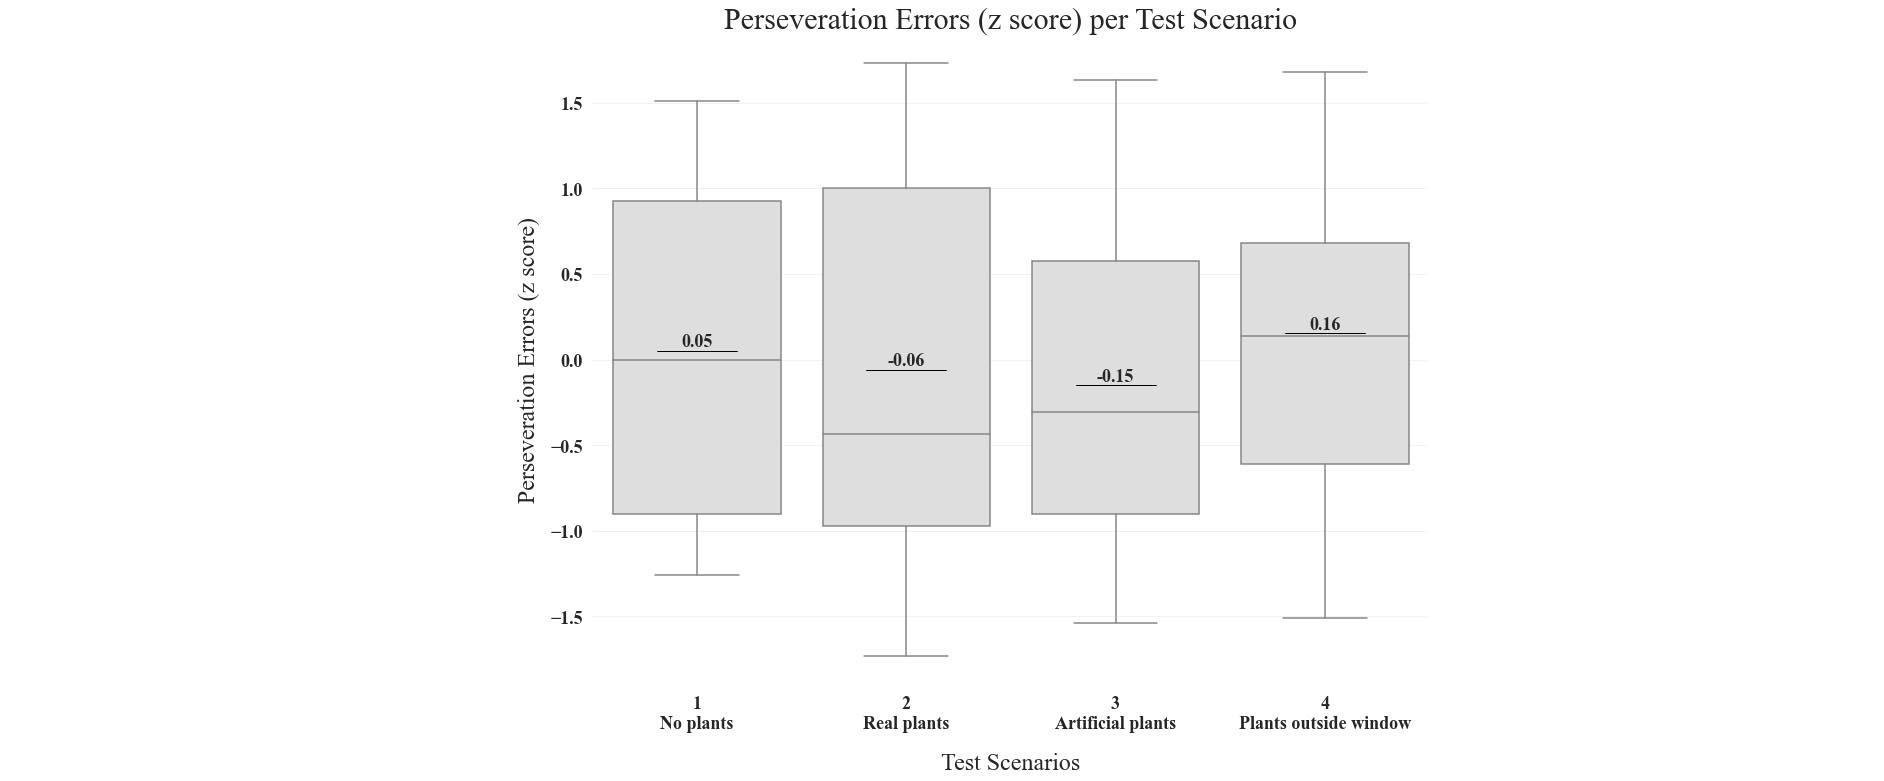 Perseveration Errors (z score) per Test Scenario
Perseveration Errors (z score)
1.5
1.0
0.5
0.0
−0.5
−1.0
−1.5
0.05
-0.06
-0.15
0.16
1
No plants
2
Real plants
3
Artificial plants
4
Plants outside window
Test Scenarios